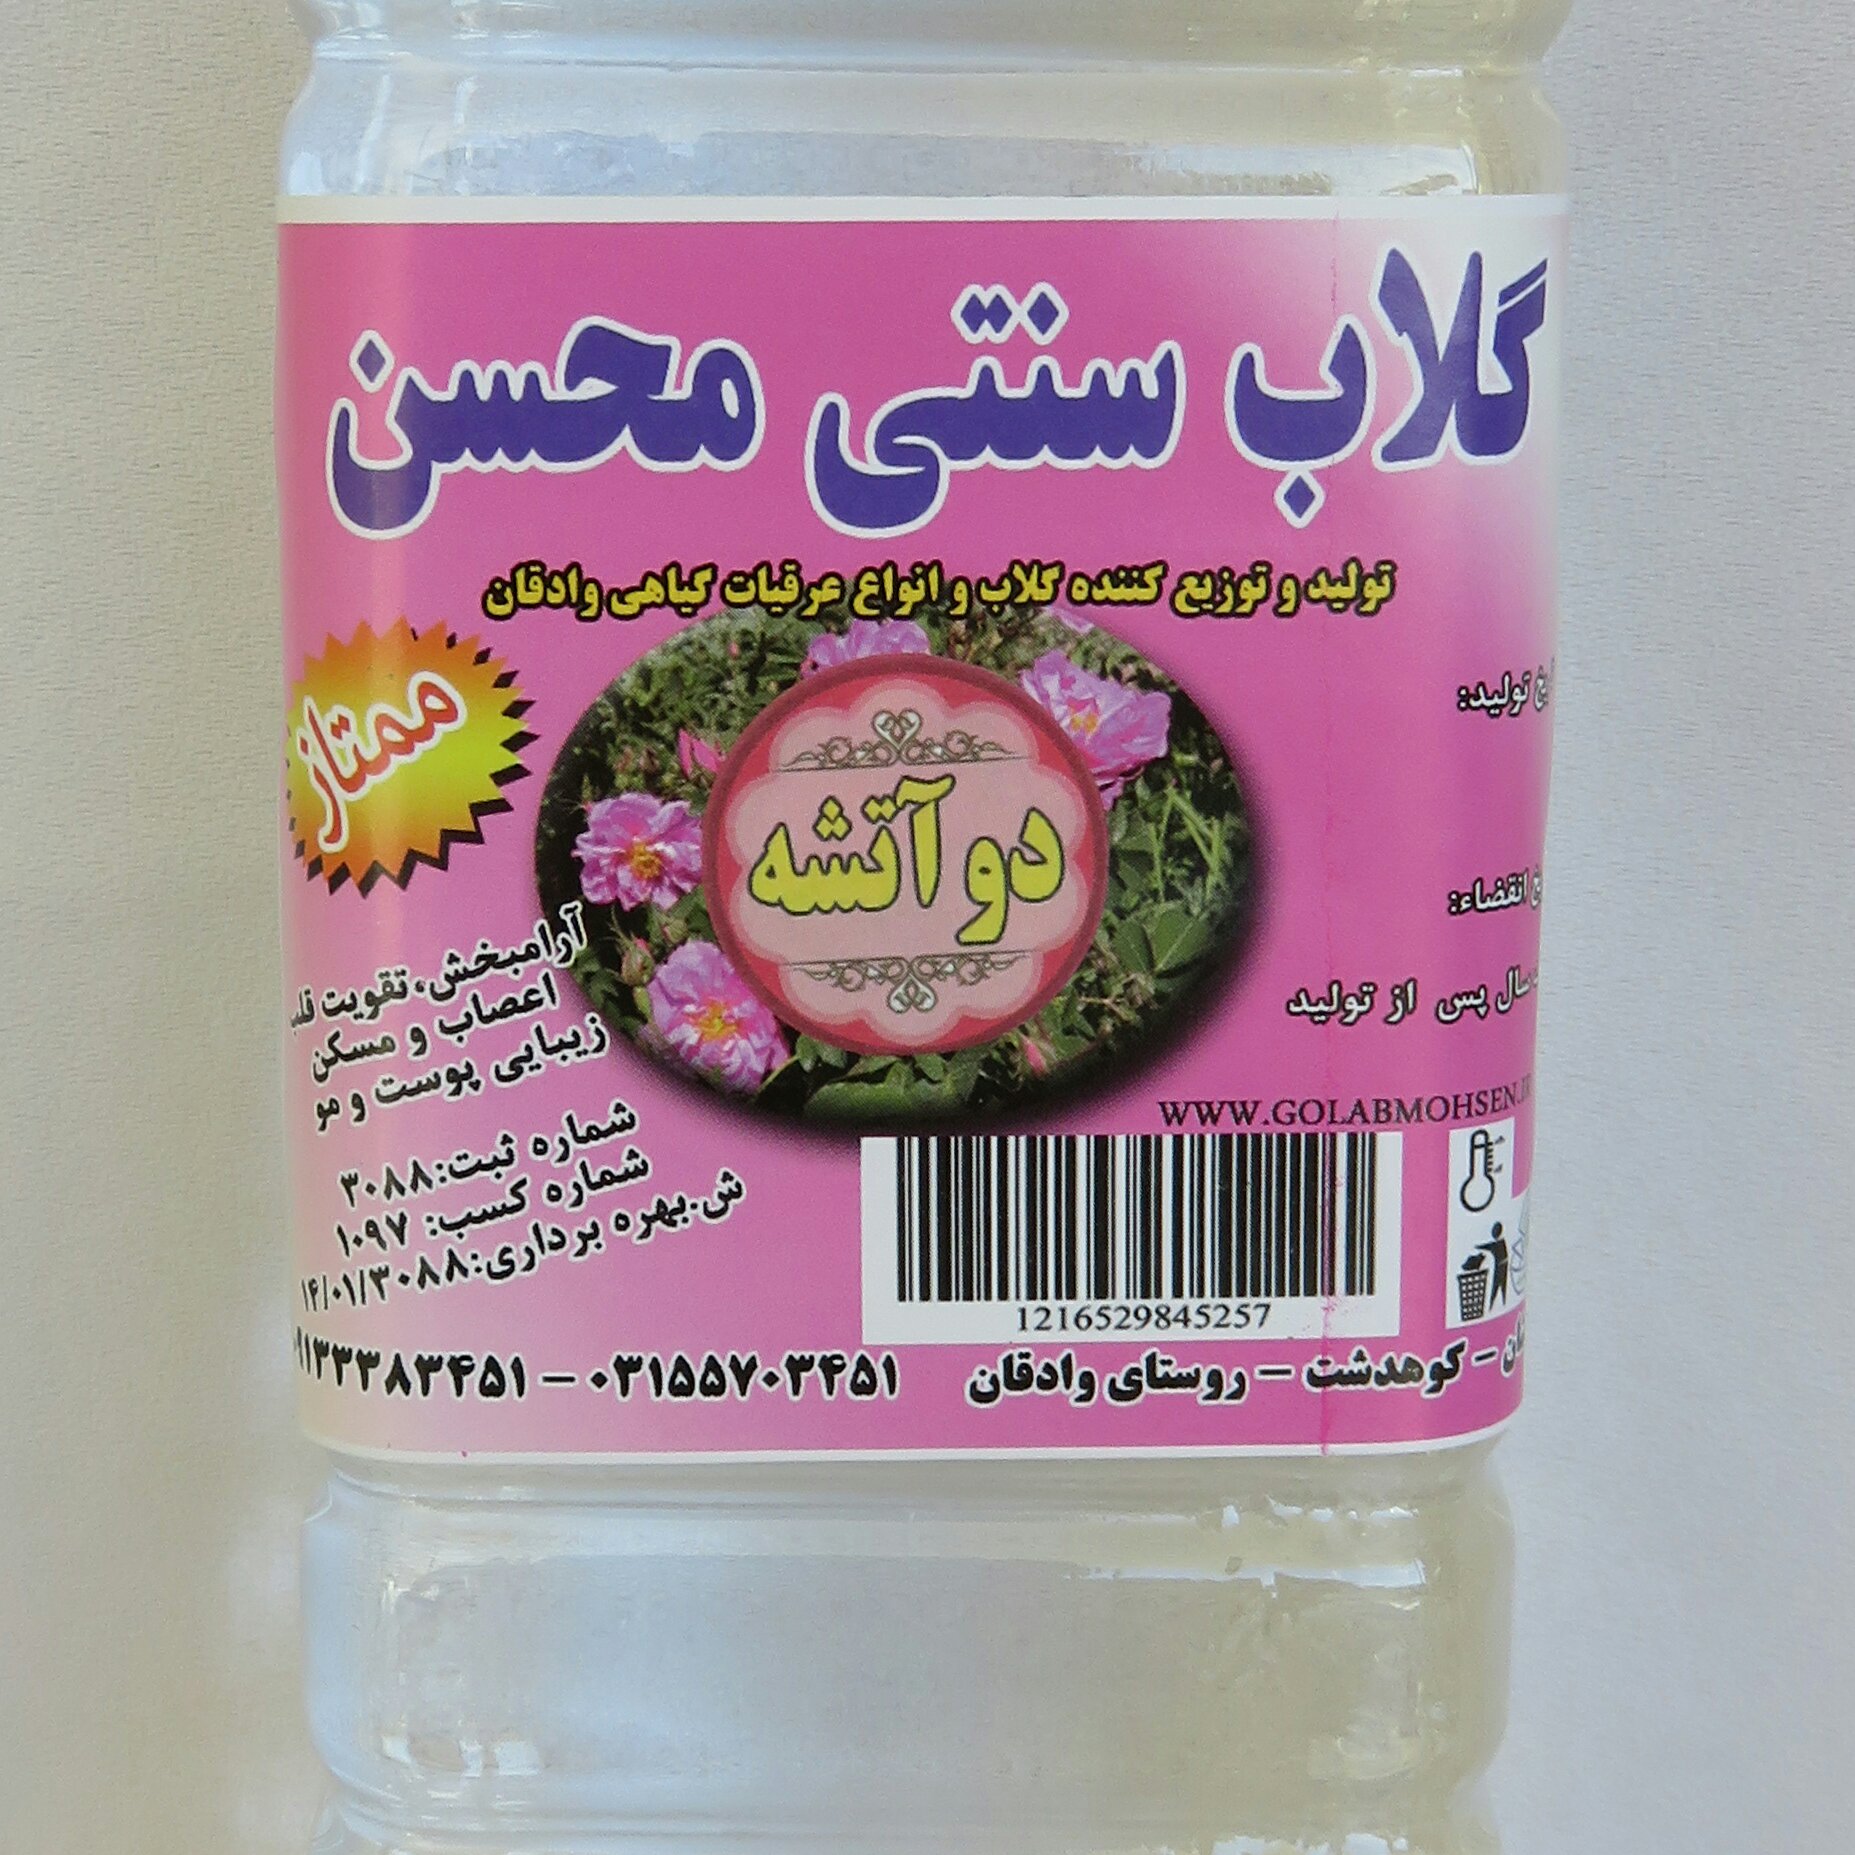 گلاب سنتی محسن
تولید و توزیع کننده گلاب و انواع عرقیات گیاهی وادقان
ممتاز
دو آتشه
تولید:
انقضاء:
سال پس از تولید
آرامبخش، تقویت قلب
اعصاب و مسکن
زیبایی پوست و مو
شماره ثبت: ۳۰۸۸
شماره کسب: ۱۰۹۷
ش.بهره برداری: ۱۴/۰۱/۳۰۸۸
WWW.GOLABMOHSEN.IR
1216529845257
کوهدشت - روستای وادقان
۰۳۱۵۵۷۰۳۴۵۱ - ۰۹۱۳۳۳۸۳۴۵۱